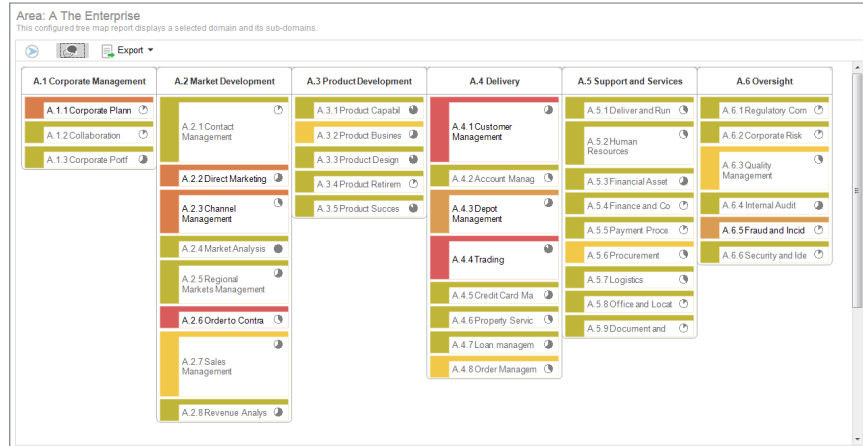 Area: A The Enterprise
This configured tree map report displays a selected domain and its sub-domains.
Export
A.1 Corporate Management
A.1.1 Corporate Plann
A.1.2 Collaboration
A.1.3 Corporate Portf
A.2 Market Development
A.2.1 Contact
Management
A.2.2 Direct Marketing
A.2.3 Channel
Management
A.2.4 Market Analysis
A.2.5 Regional
Markets Management
A.2.6 Order to Contra
A.2.7 Sales
Management
A.2.8 Revenue Analys
A.3 Product Development
A.3.1 Product Capabil
A.3.2 Product Busines
A.3.3 Product Design
A.3.4 Product Retirem
A.3.5 Product Succes
A.4 Delivery
A.4.1 Customer
Management
A.4.2 Account Manag
A.4.3 Depot
Management
A.4.4 Trading
A.4.5 Credit Card Ma
A.4.6 Property Servic
A.4.7 Loan managem
A.4.8 Order Managem
A.5 Support and Services
A.5.1 Deliver and Run
A.5.2 Human
Resources
A.5.3 Financial Asset
A.5.4 Finance and Co
A.5.5 Payment Proce
A.5.6 Procurement
A.5.7 Logistics
A.5.8 Office and Locat
A.5.9 Document and
A.6 Oversight
A.6.1 Regulatory Com
A.6.2 Corporate Risk
A.6.3 Quality
Management
A.6.4 Internal Audit
A.6.5 Fraud and Incid
A.6.6 Security and Ide